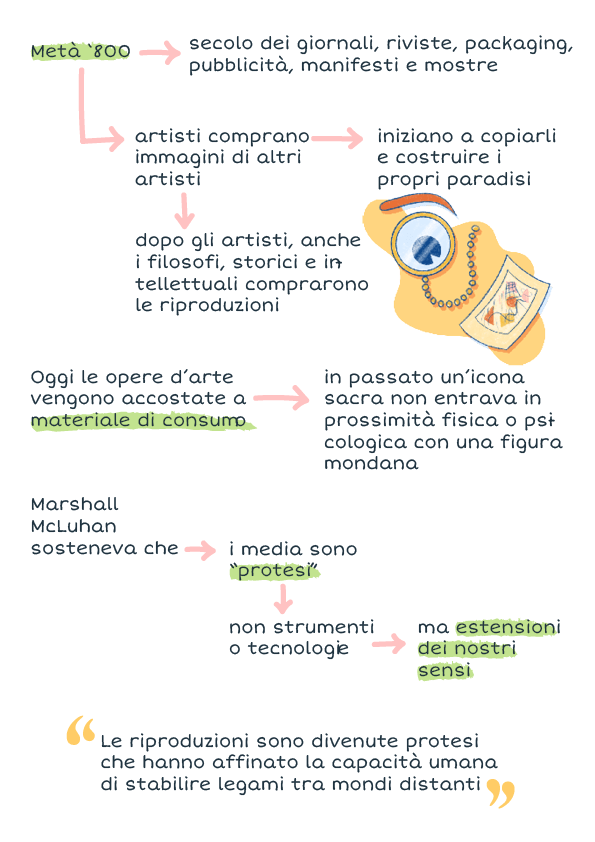 Metà '800
secolo dei giornali, riviste, packaging,
pubblicità, manifesti e mostre
artisti comprano
immagini di altri
artisti
iniziano a copiarli
e costruire i
propri paradisi
dopo gli artisti, anche
i filosofi, storici e in-
tellettuali comprarono
le riproduzioni
Oggi le opere d'arte
vengono accostate a
materiale di consumo
in passato un'icona
sacra non entrava in
prossimità fisica o psi-
cologica con una figura
mondana
Marshall
McLuhan
sosteneva che
i media sono
“protesi”
non strumenti
o tecnologie
ma estensioni
dei nostri
sensi
“Le riproduzioni sono divenute protesi
che hanno affinato la capacità umana
di stabilire legami tra mondi distanti”